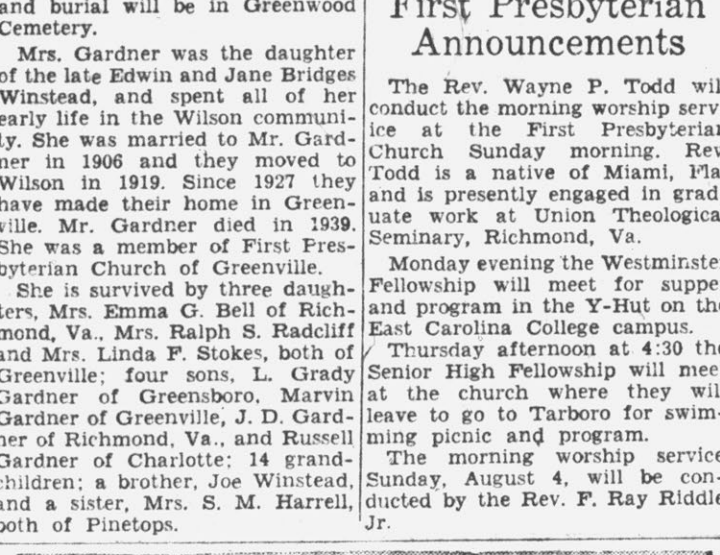 and burial will be in Greenwood
Cemetery.
Mrs. Gardner was the daughter
of the late Edwin and Jane Bridges
Winstead, and spent all of her
early life in the Wilson communi-
ty. She was married to Mr. Gard-
ner in 1906 and they moved to
Wilson in 1919. Since 1927 they
have made their home in Green-
ville. Mr. Gardner died in 1939.
She was a member of First Pres-
byterian Church of Greenville.
She is survived by three daugh-
ters, Mrs. Emma G. Bell of Rich-
mond, Va., Mrs. Ralph S. Radcliff
and Mrs. Linda F. Stokes, both of
Greenville; four sons, L. Grady
Gardner of Greensboro, Marvin
Gardner of Greenville, J. D. Gard-
ner of Richmond, Va., and Russell
Gardner of Charlotte; 14 grand-
children; a brother, Joe Winstead,
and a sister, Mrs. S. M. Harrell,
both of Pinetops.
First Presbyterian
Announcements
The Rev. Wayne P. Todd wil
conduct the morning worship serv
ice at the First Presbyterian
Church Sunday morning. Rev
Todd is a native of Miami, Fla
and is presently engaged in grad
uate work at Union Theologica
Seminary, Richmond, Va.
Monday evening the Westminste
Fellowship will meet for suppe
and program in the Y-Hut on the
East Carolina College campus.
Thursday afternoon at 4:30 the
Senior High Fellowship will mee
at the church where they wil
leave to go to Tarboro for swim-
ming picnic and program.
The morning worship service
Sunday, August 4, will be con-
ducted by the Rev. F. Ray Riddle
Jr.